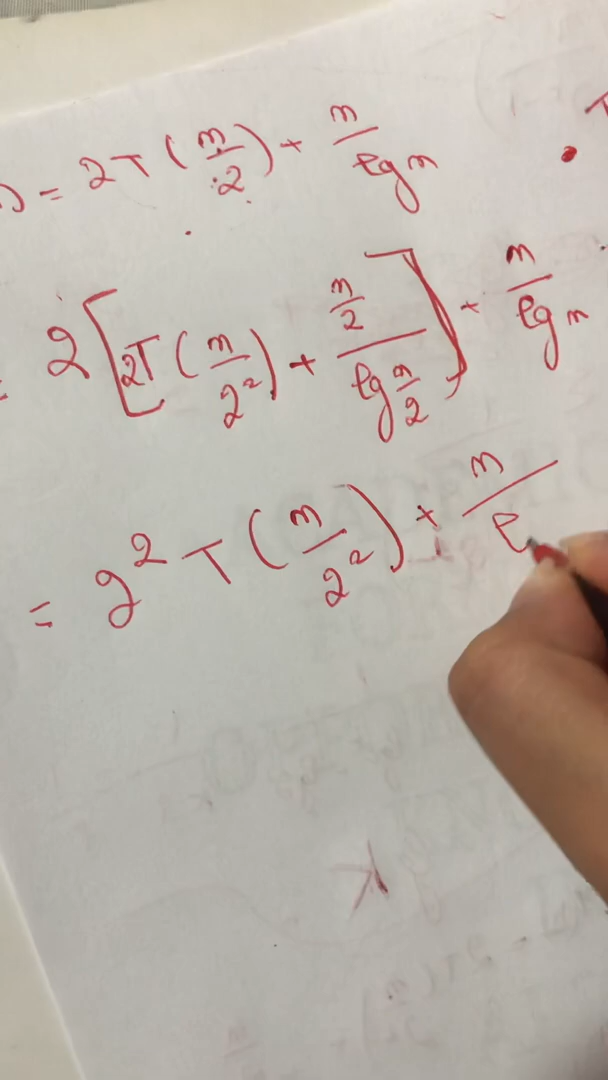 ) = 2T(n/2) + n/lg n
= 2[2T(n/2²) + (n/2)/(lg n/2)] + n/lg n
= 2² T(n/2²) + n/l